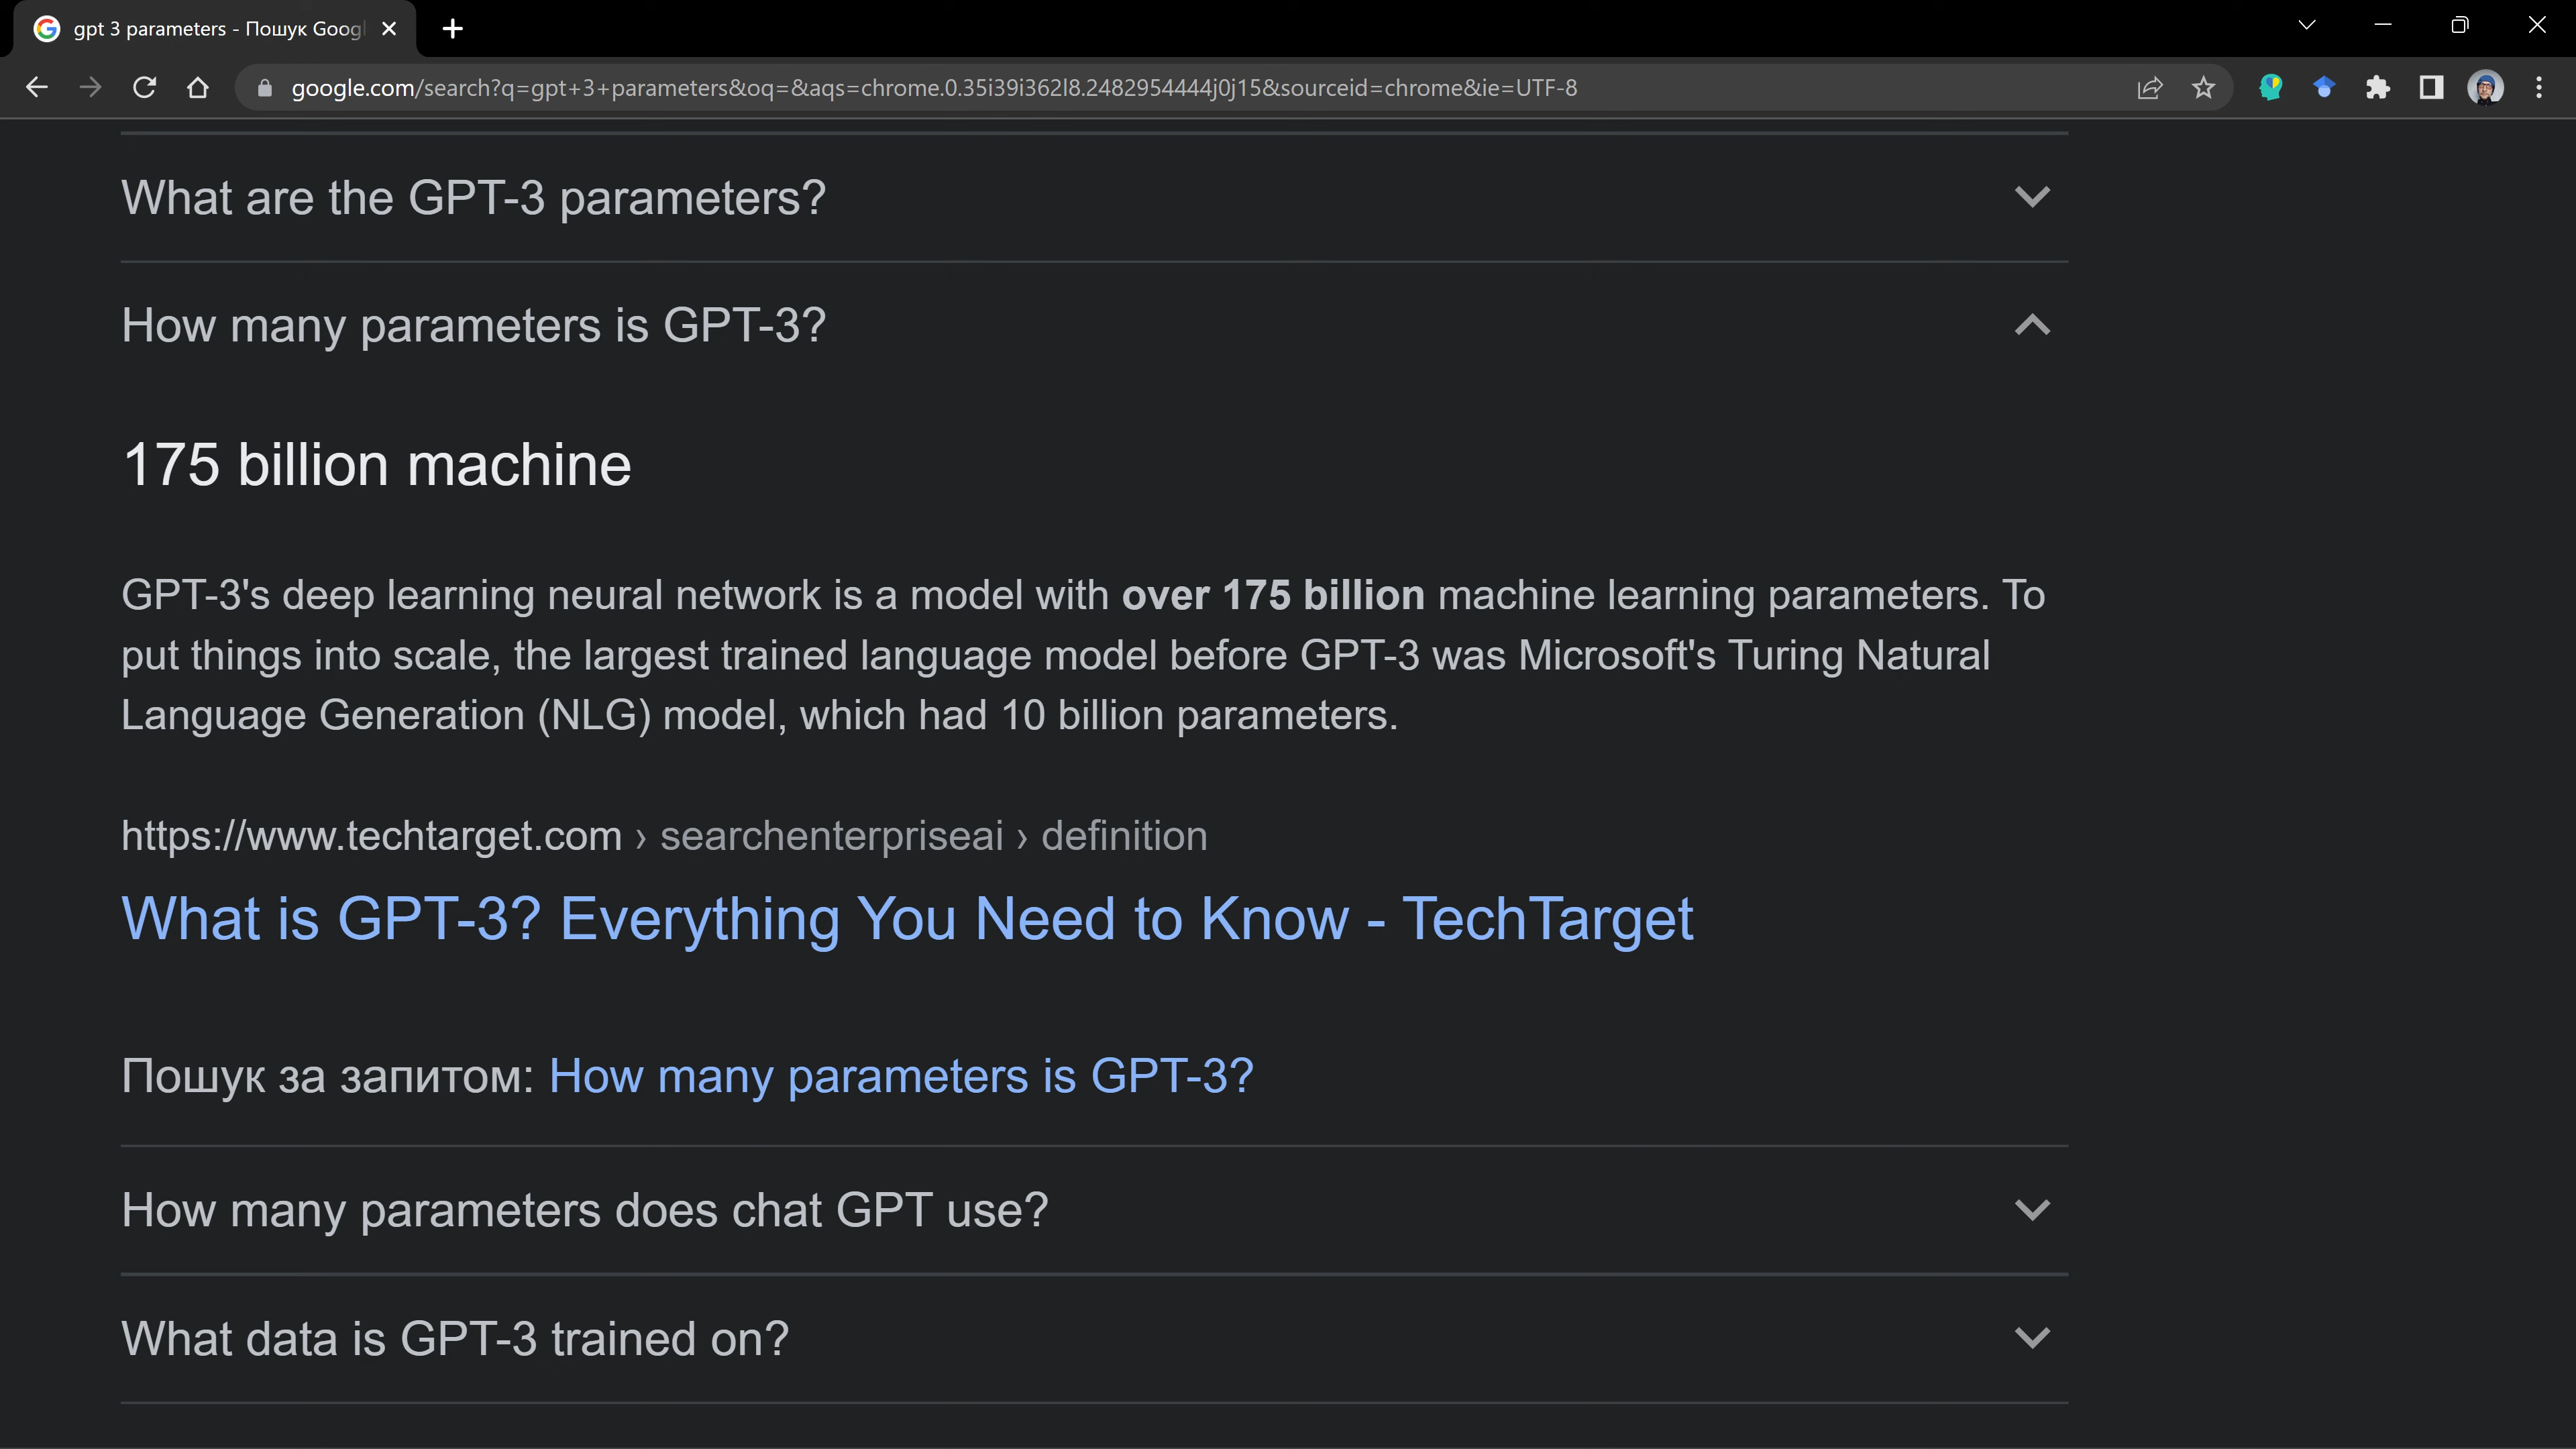 gpt 3 parameters - Пошук Googl
google.com/search?q=gpt+3+parameters&oq=&aqs=chrome.0.35i39i362l8.2482954444j0j15&sourceid=chrome&ie=UTF-8
What are the GPT-3 parameters?
How many parameters is GPT-3?
175 billion machine
GPT-3's deep learning neural network is a model with over 175 billion machine learning parameters. To
put things into scale, the largest trained language model before GPT-3 was Microsoft's Turing Natural
Language Generation (NLG) model, which had 10 billion parameters.
https://www.techtarget.com › searchenterpriseai › definition
What is GPT-3? Everything You Need to Know - TechTarget
Пошук за запитом: How many parameters is GPT-3?
How many parameters does chat GPT use?
What data is GPT-3 trained on?